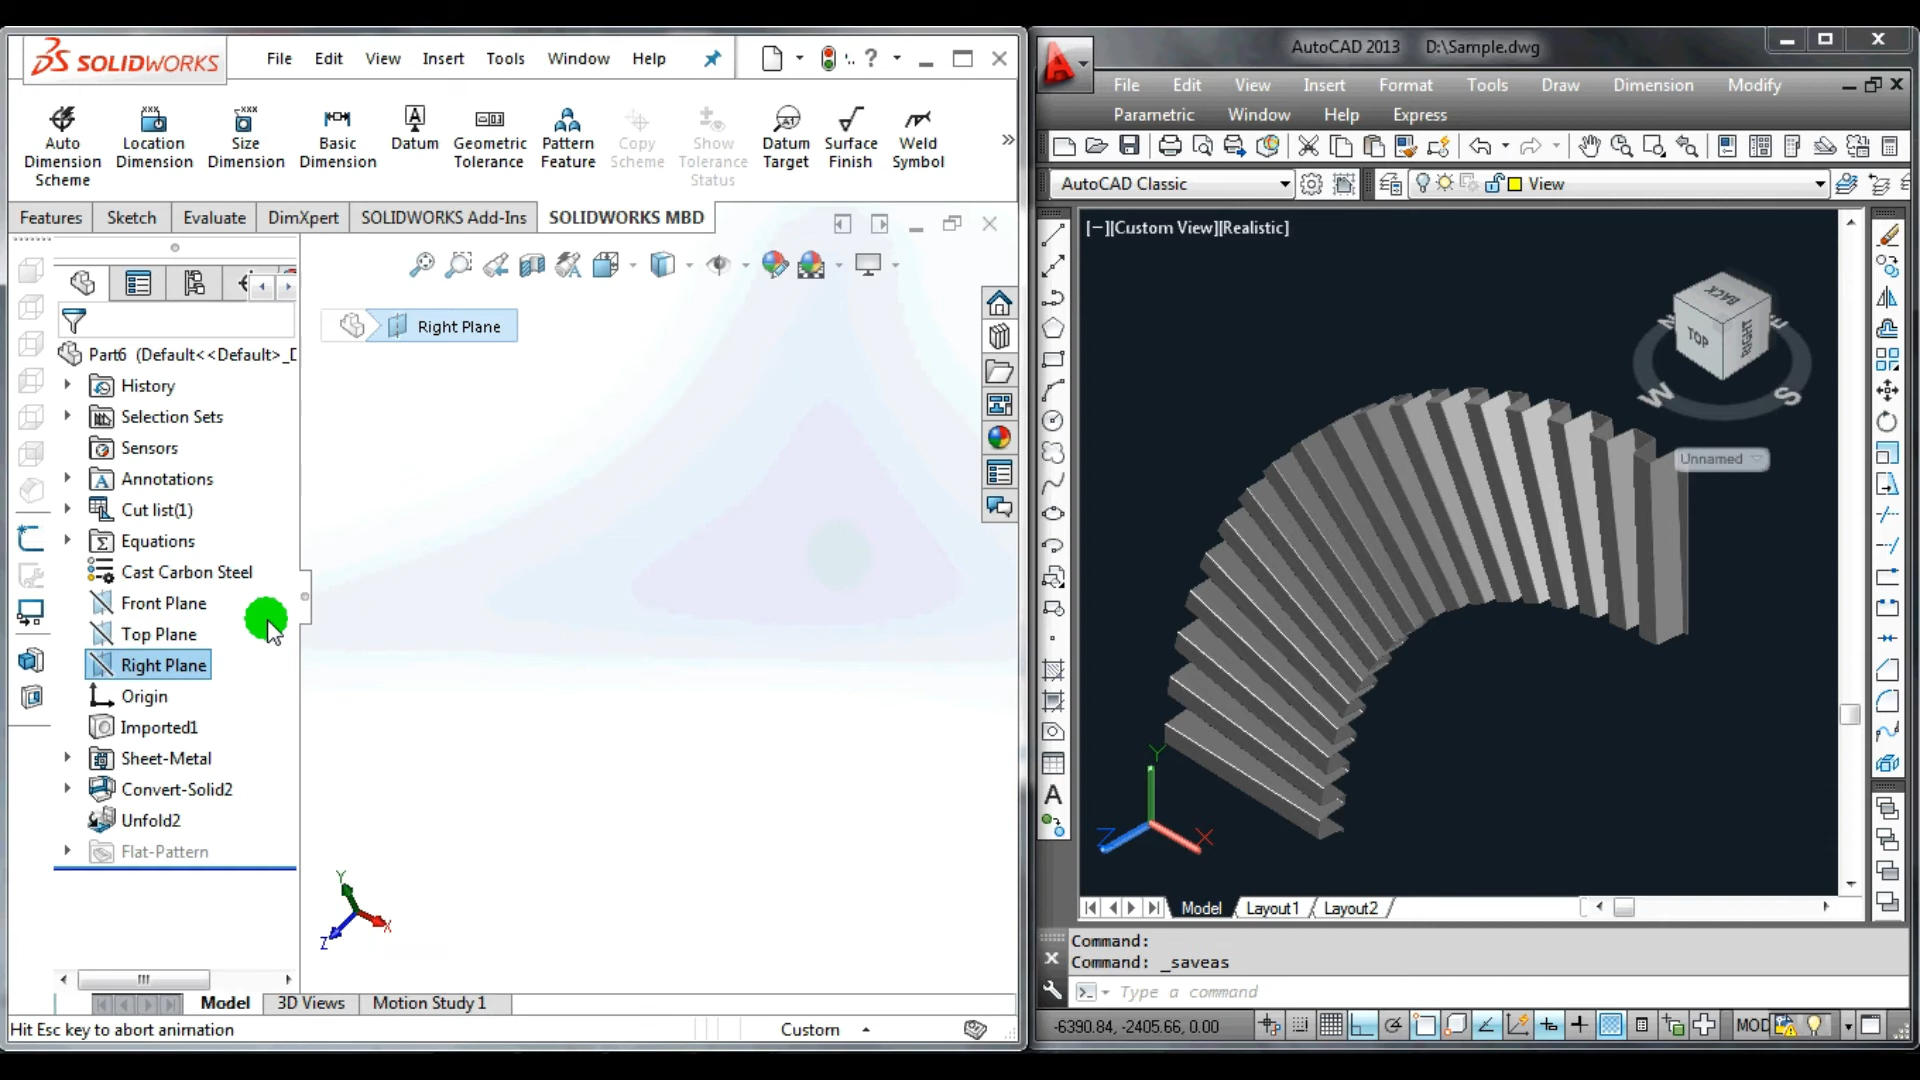 SOLIDWORKS File Edit View Insert Tools Window Help
Auto Dimension Scheme
Location Dimension
Size Dimension
Basic Dimension
Datum
Geometric Tolerance
Pattern Feature
Copy Scheme
Show Tolerance Status
Datum Target
Surface Finish
Weld Symbol
Features Sketch Evaluate DimXpert SOLIDWORKS Add-Ins SOLIDWORKS MBD
Right Plane
Part6 (Default<<Default>_D
History
Selection Sets
Sensors
Annotations
Cut list(1)
Equations
Cast Carbon Steel
Front Plane
Top Plane
Right Plane
Origin
Imported1
Sheet-Metal
Convert-Solid2
Unfold2
Flat-Pattern
Y
X
Z
Model 3D Views Motion Study 1
Hit Esc key to abort animation Custom
AutoCAD 2013 D:\Sample.dwg
File Edit View Insert Format Tools Draw Dimension Modify
Parametric Window Help Express
AutoCAD Classic View
[−][Custom View][Realistic]
BACK
TOP
RIGHT
W
S
Unnamed
Y
Z
X
Model Layout1 Layout2
Command:
Command: _saveas
Type a command
-6390.84, -2405.66, 0.00 MOD